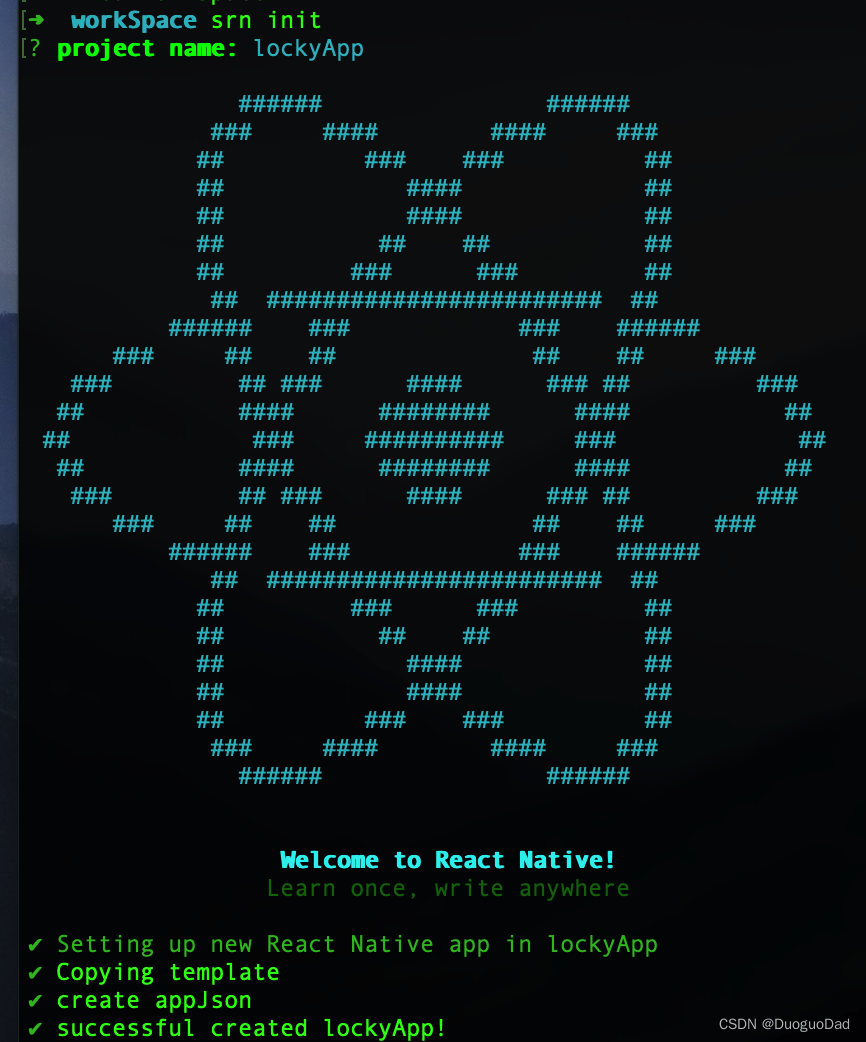 [➜ workSpace srn init
[? project name: lockyApp
###### ######
### #### #### ###
## ### ### ##
## #### ##
## #### ##
## ## ## ##
## ### ### ##
## ######################## ##
###### ### ### ######
### ## ## ## ## ###
### ## ### #### ### ## ###
## #### ######## #### ##
## ### ########## ### ##
## #### ######## #### ##
### ## ### #### ### ## ###
### ## ## ## ## ###
###### ### ### ######
## ######################## ##
## ### ### ##
## ## ## ##
## #### ##
## #### ##
## ### ### ##
### #### #### ###
###### ######
Welcome to React Native!
Learn once, write anywhere
✔ Setting up new React Native app in lockyApp
✔ Copying template
✔ create appJson
✔ successful created lockyApp!
CSDN @DuoguoDad